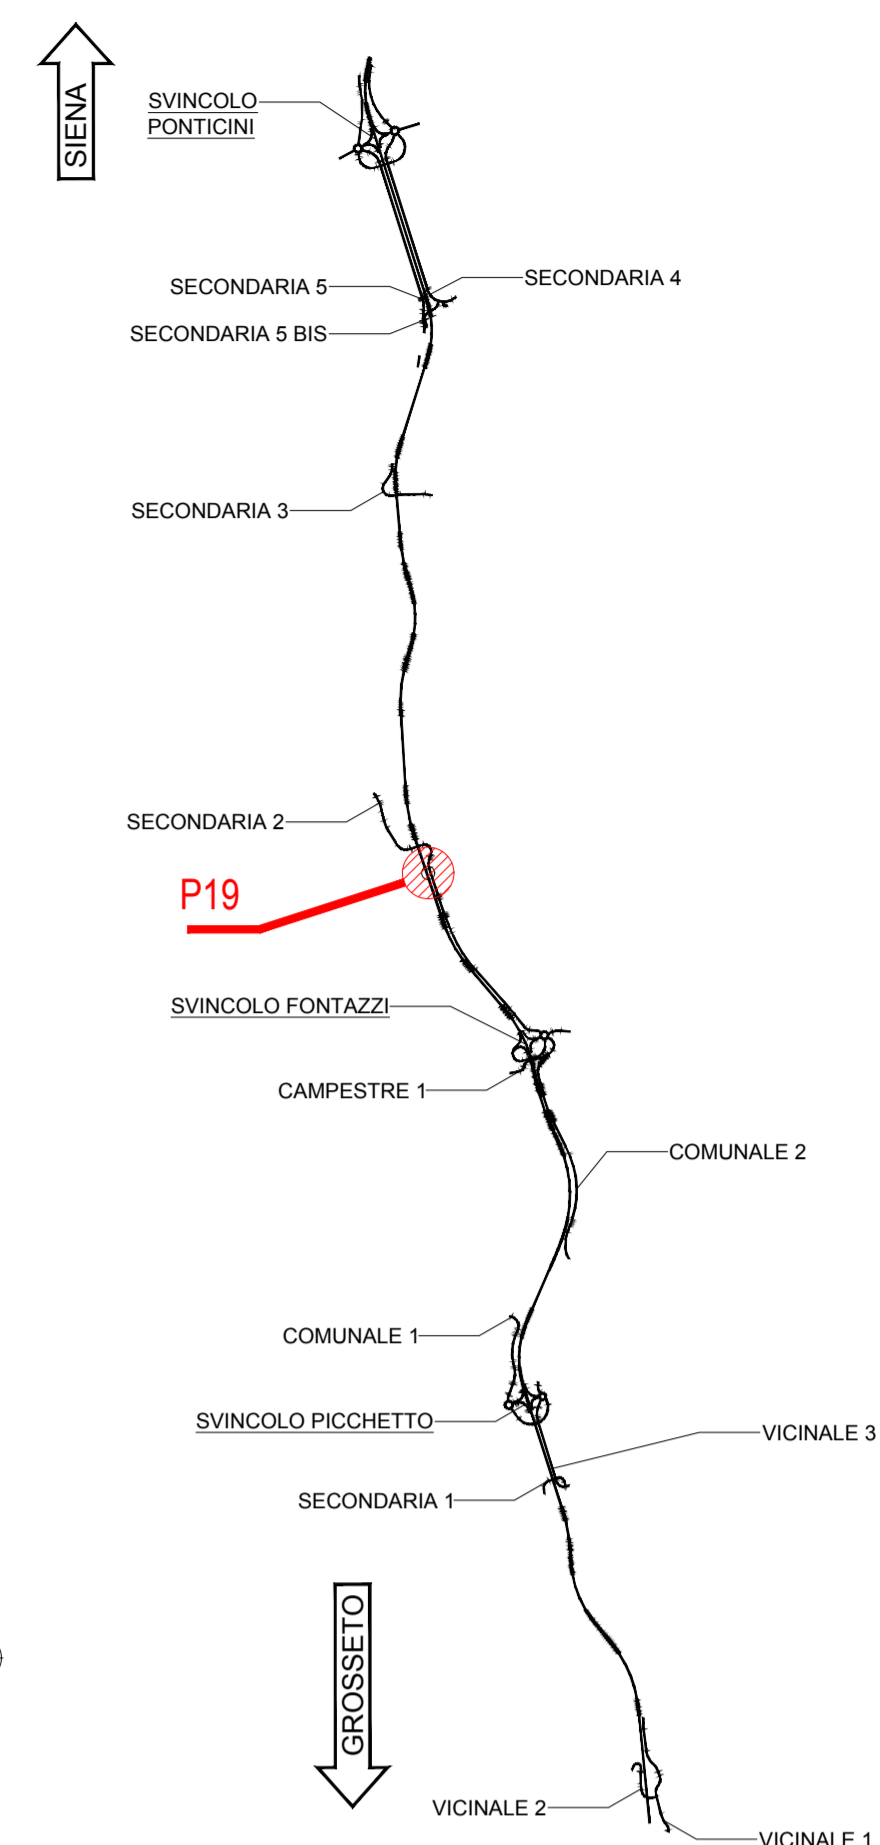 SIENA
SVINCOLO
PONTICINI
SECONDARIA 5
SECONDARIA 4
SECONDARIA 5 BIS
SECONDARIA 3
SECONDARIA 2
P19
SVINCOLO FONTAZZI
CAMPESTRE 1
COMUNALE 2
COMUNALE 1
SVINCOLO PICCHETTO
VICINALE 3
SECONDARIA 1
GROSSETO
VICINALE 2
VICINALE 1